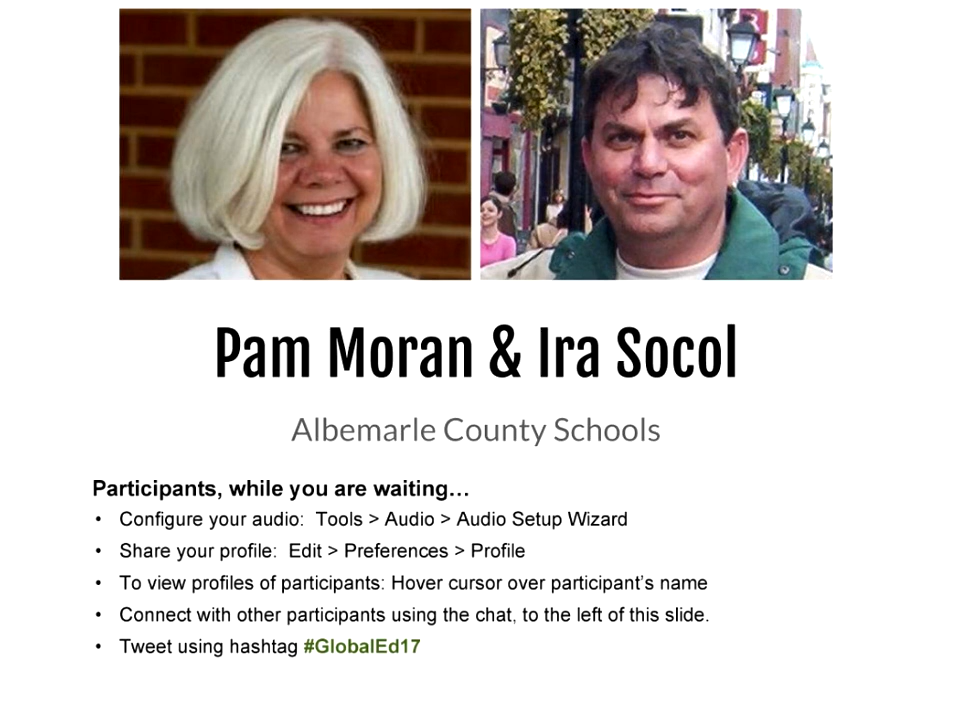 Pam Moran & Ira Socol
Albemarle County Schools
Participants, while you are waiting…
• Configure your audio:  Tools > Audio > Audio Setup Wizard
• Share your profile:  Edit > Preferences > Profile
• To view profiles of participants: Hover cursor over participant’s name
• Connect with other participants using the chat, to the left of this slide.
• Tweet using hashtag #GlobalEd17